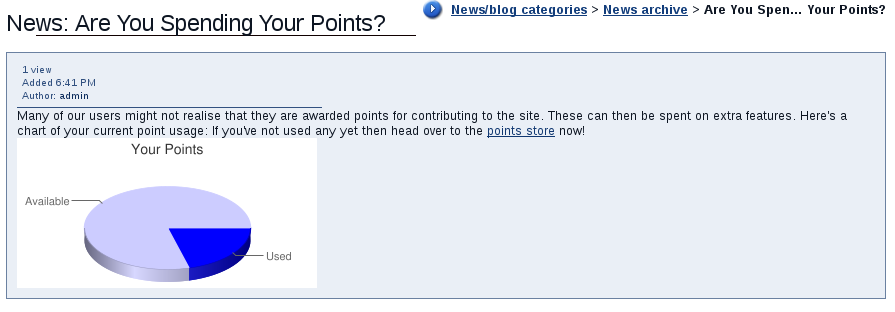 News: Are You Spending Your Points?
News/blog categories > News archive > Are You Spen... Your Points?
1 view
Added 6:41 PM
Author: admin
Many of our users might not realise that they are awarded points for contributing to the site. These can then be spent on extra features. Here's a
chart of your current point usage: If you've not used any yet then head over to the points store now!
Your Points
Available
Used